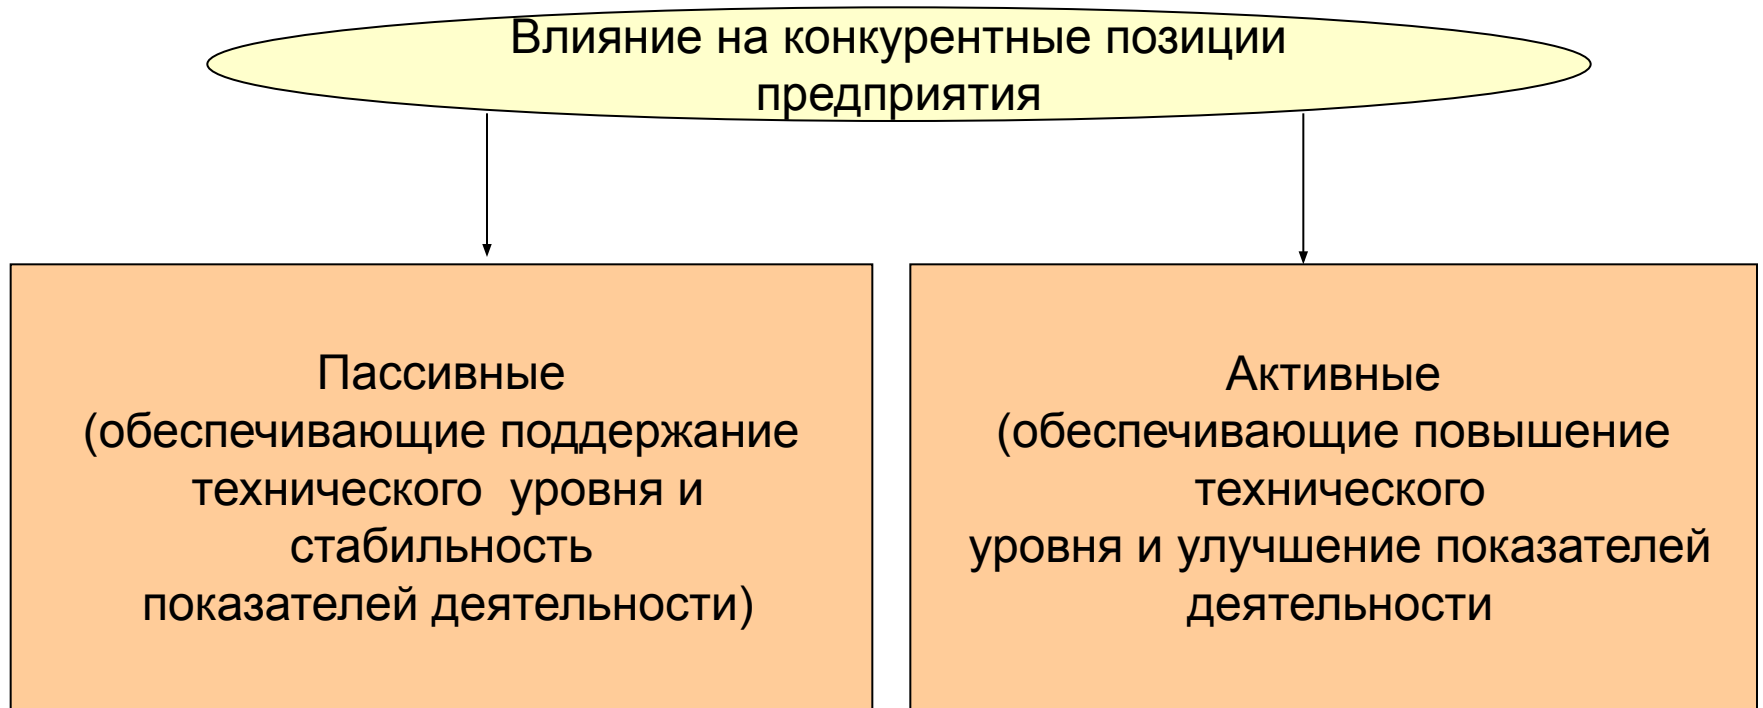 Влияние на конкурентные позиции
предприятия
Пассивные
(обеспечивающие поддержание
технического  уровня и
стабильность
показателей деятельности)
Активные
(обеспечивающие повышение
технического
уровня и улучшение показателей
деятельности